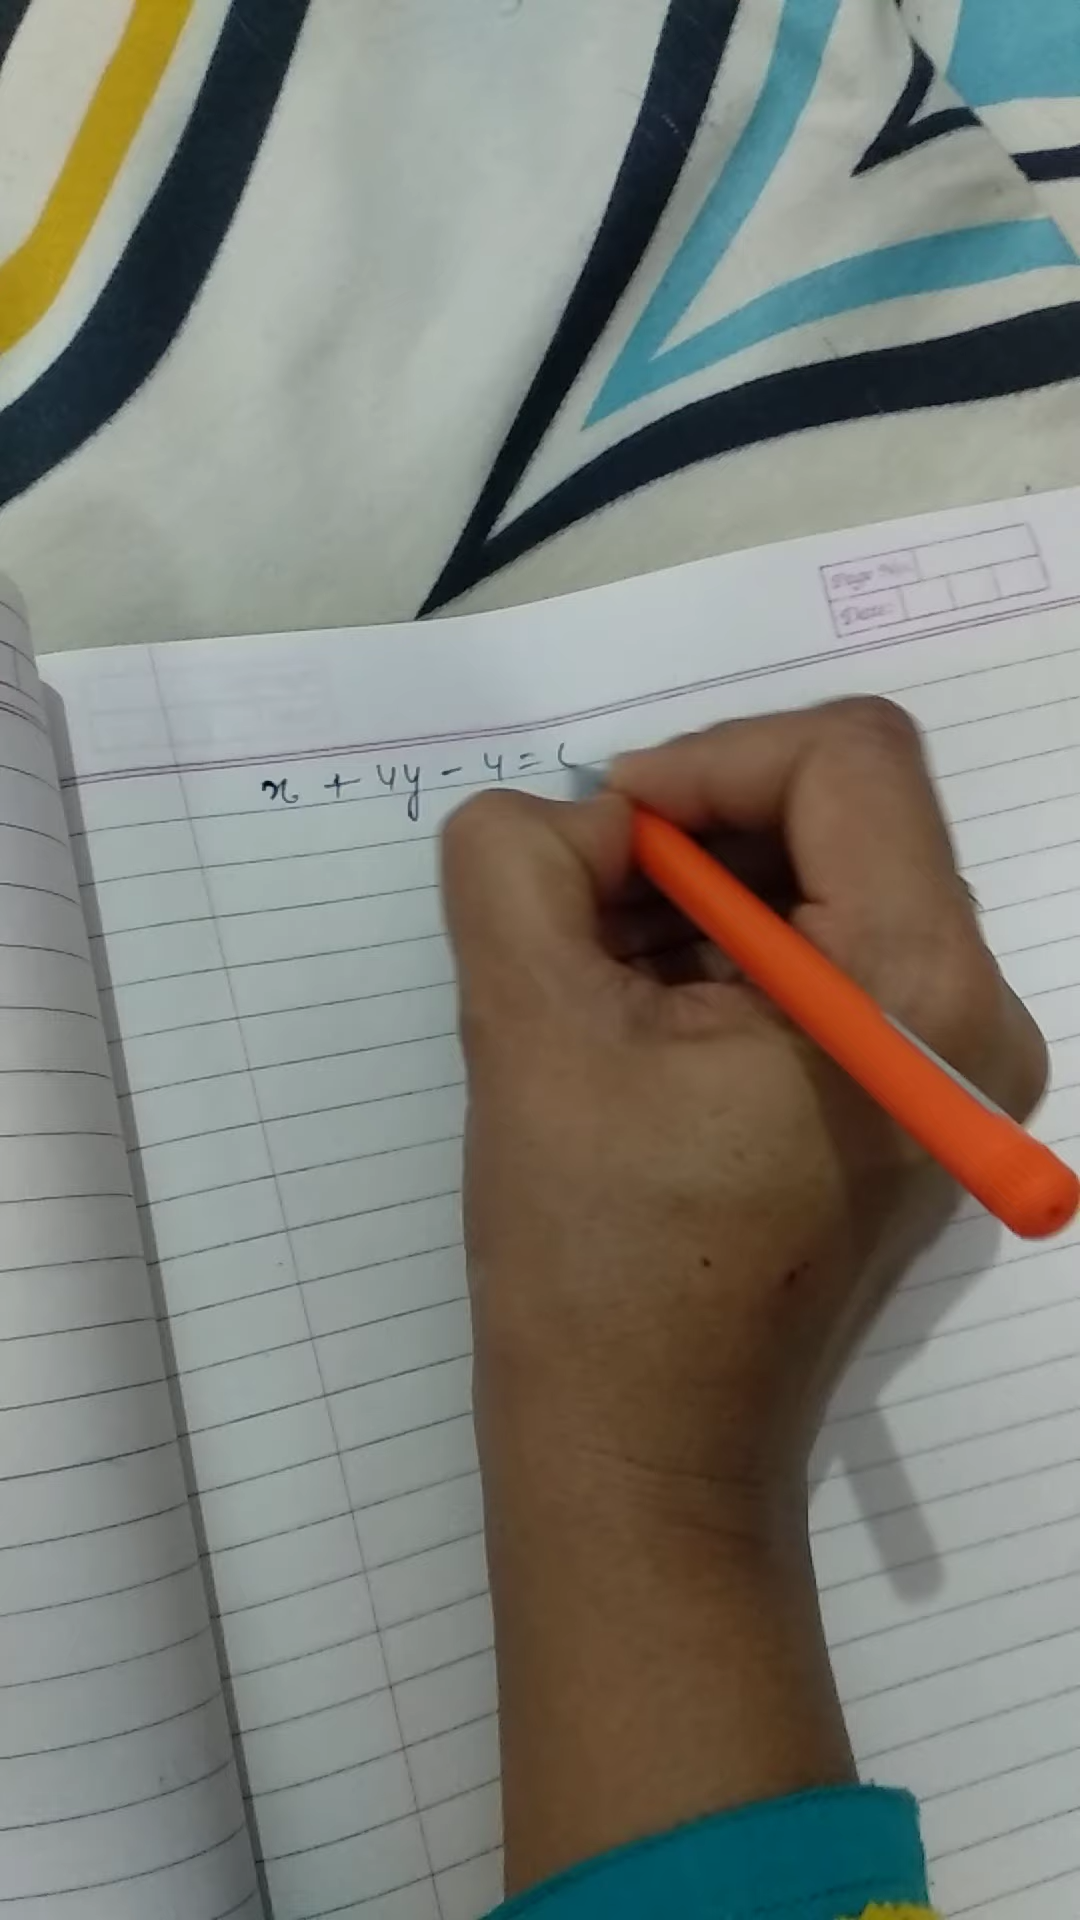 Page No.
Date:
x + 4y - 4 =